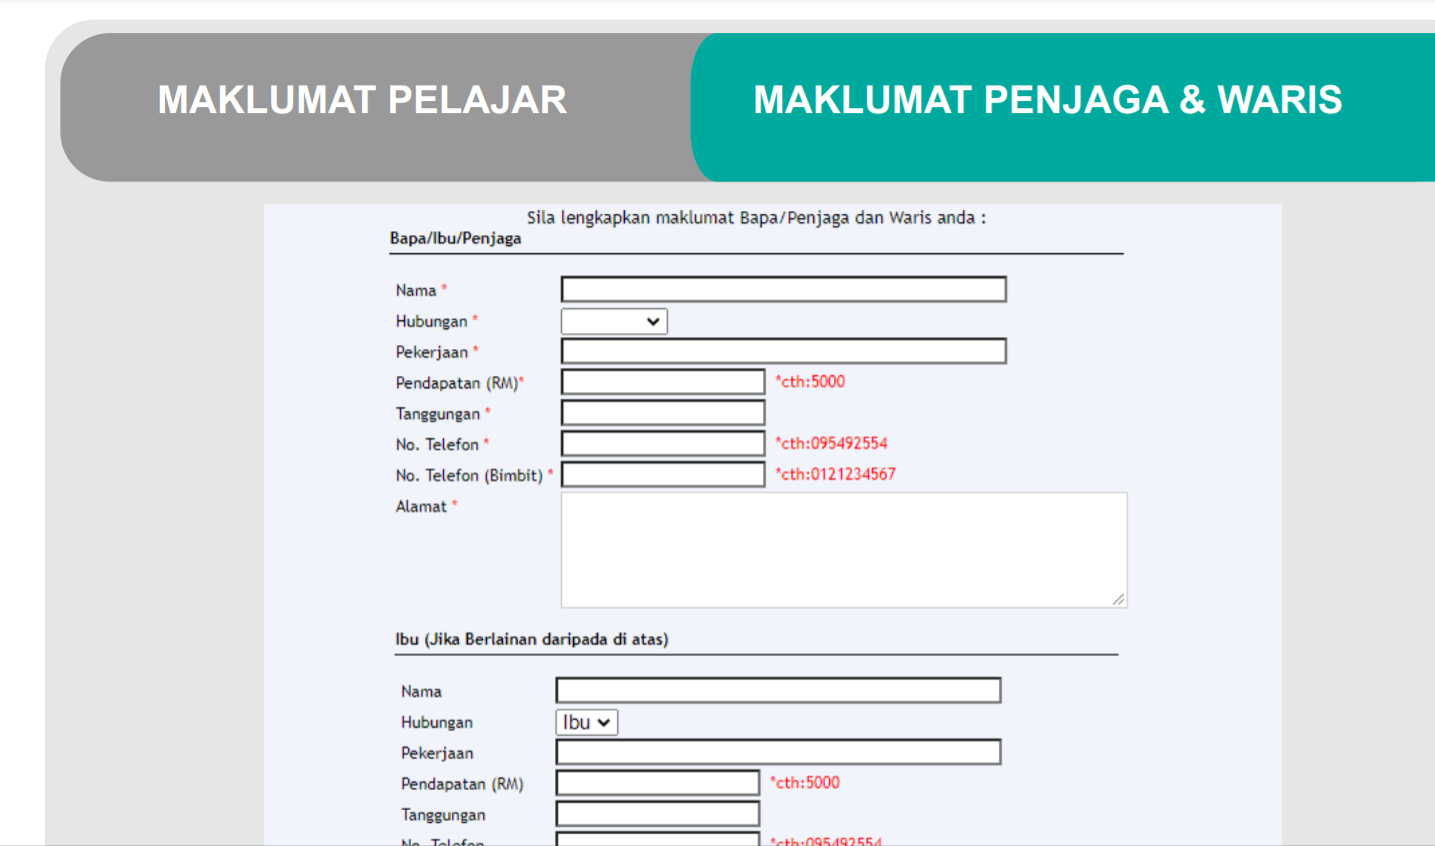 MAKLUMAT PELAJAR
MAKLUMAT PENJAGA & WARIS
Sila lengkapkan maklumat Bapa/Penjaga dan Waris anda :
Bapa/Ibu/Penjaga
Nama *
Hubungan *
Pekerjaan *
Pendapatan (RM)* *cth:5000
Tanggungan *
No. Telefon * *cth:095492554
No. Telefon (Bimbit) * *cth:0121234567
Alamat *
Ibu (Jika Berlainan daripada di atas)
Nama
Hubungan Ibu
Pekerjaan
Pendapatan (RM) *cth:5000
Tanggungan
No. Telefon *cth:095492554